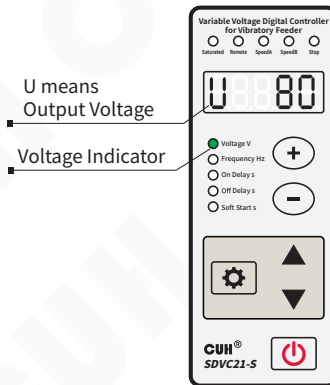 Variable Voltage Digital Controller
for Vibratory Feeder
Saturated Remote SpeedA SpeedB Stop
U 80
U means
Output Voltage
Voltage Indicator
Voltage V
Frequency Hz
On Delay s
Off Delay s
Soft Start s
+
−
CUH®
SDVC21-S